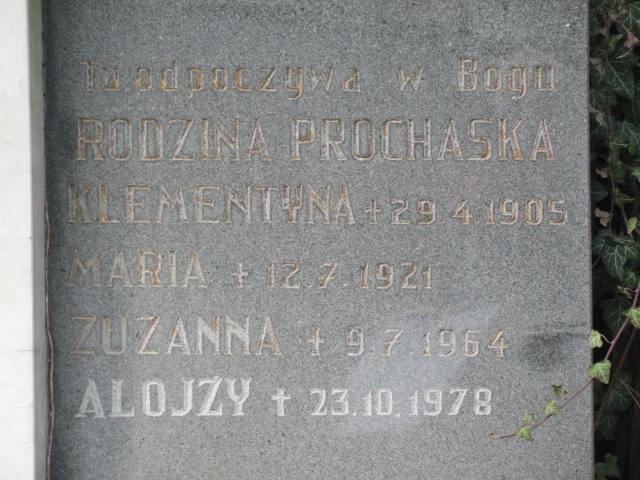 Tu odpoczywa w Bogu
RODZINA PROCHASKA
KLEMENTYNA + 29.4.1905
MARIA + 12.7.1921
ZUZANNA + 9.7.1964
ALOJZY + 23.10.1978